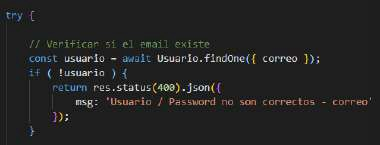 try {
// Verificar si el email existe
const usuario = await Usuario.findOne({ correo });
if ( !usuario ) {
return res.status(400).json({
msg: 'Usuario / Password no son correctos - correo'
});
}